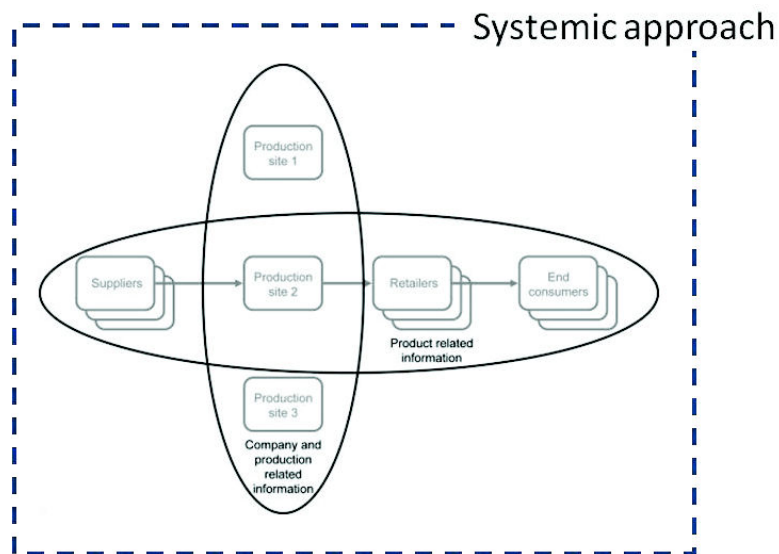 Systemic approach
Production
site 1
Suppliers
Production
site 2
Retailers
End
consumers
Product related
information
Production
site 3
Company and
production
related
information